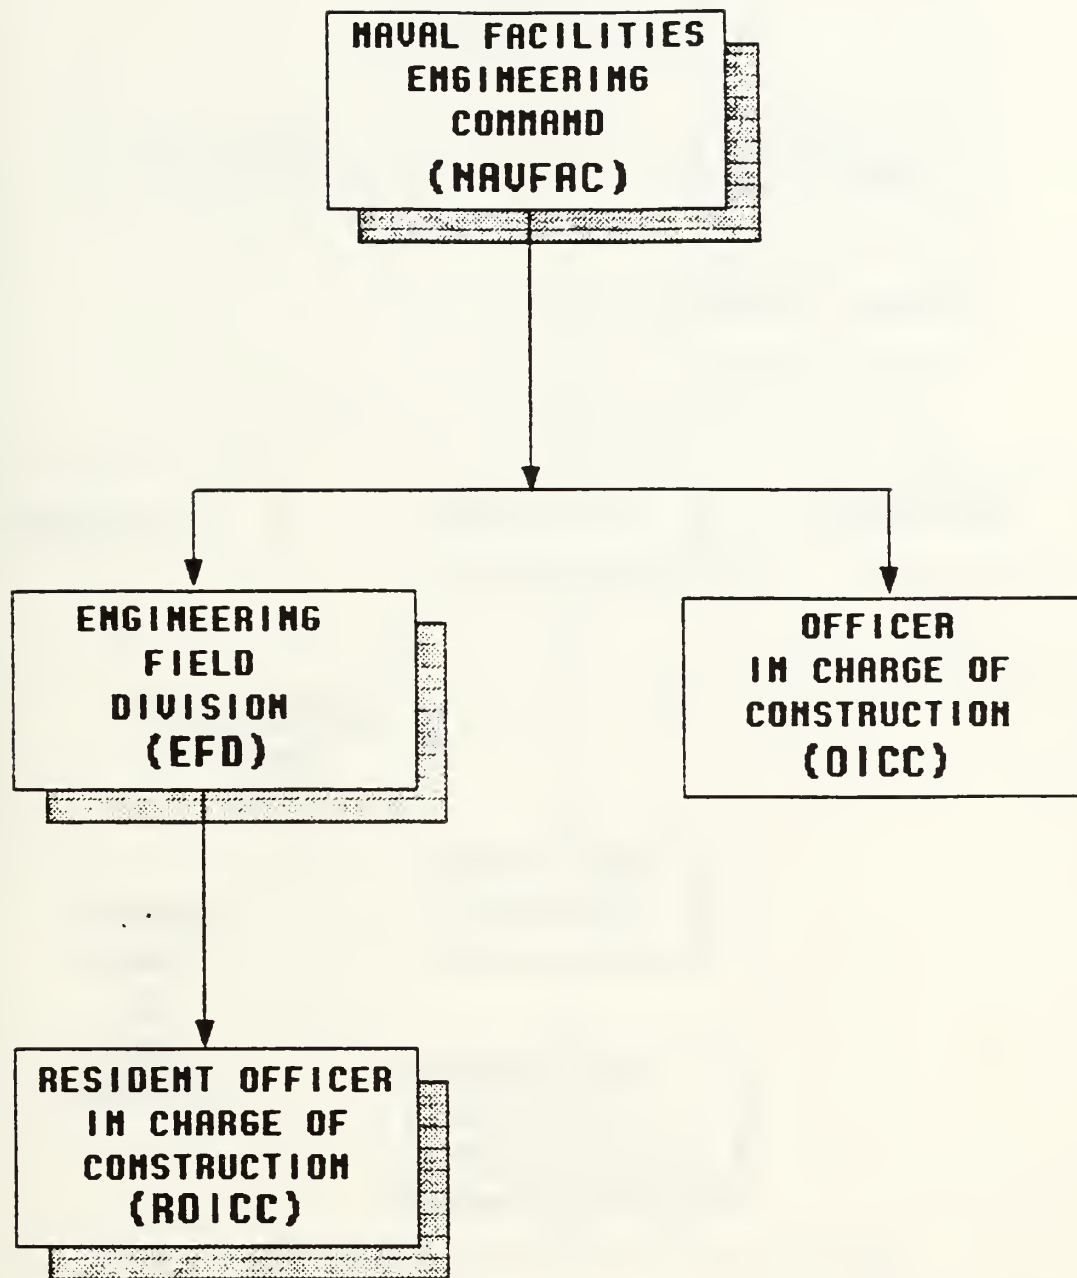 NAVAL FACILITIES
ENGINEERING
COMMAND
(NAVFAC)
ENGINEERING
FIELD
DIVISION
(EFD)
OFFICER
IN CHARGE OF
CONSTRUCTION
(OICC)
RESIDENT OFFICER
IN CHARGE OF
CONSTRUCTION
(ROICC)